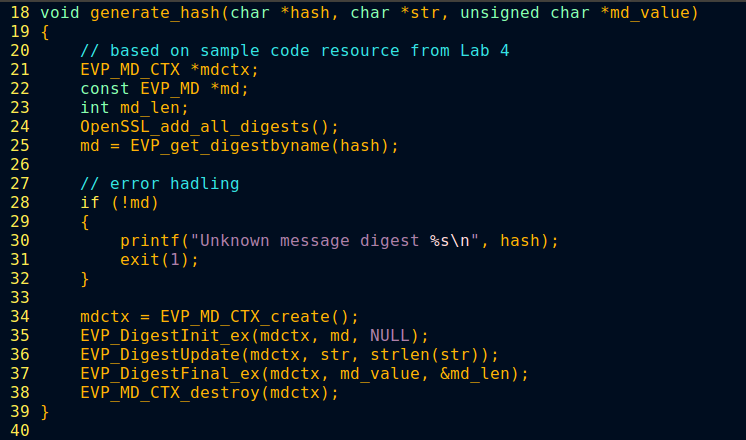 18 void generate_hash(char *hash, char *str, unsigned char *md_value)
19 {
20     // based on sample code resource from Lab 4
21     EVP_MD_CTX *mdctx;
22     const EVP_MD *md;
23     int md_len;
24     OpenSSL_add_all_digests();
25     md = EVP_get_digestbyname(hash);
26
27     // error hadling
28     if (!md)
29     {
30         printf("Unknown message digest %s\n", hash);
31         exit(1);
32     }
33
34     mdctx = EVP_MD_CTX_create();
35     EVP_DigestInit_ex(mdctx, md, NULL);
36     EVP_DigestUpdate(mdctx, str, strlen(str));
37     EVP_DigestFinal_ex(mdctx, md_value, &md_len);
38     EVP_MD_CTX_destroy(mdctx);
39 }
40